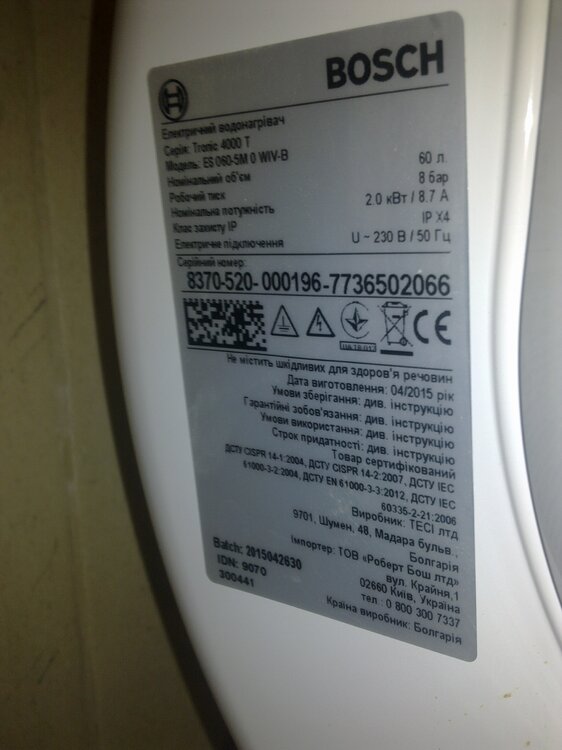 BOSCH
Електричний водонагрівач
Серія: Tronic 4000 T
Модель: ES 060-5M 0 WIV-B
Номінальний об'єм 60 л.
Робочий тиск 8 бар
Номінальна потужність 2.0 кВт / 8.7 А
Клас захисту IP IP X4
Електричне підключення U ~ 230 В / 50 Гц
Серійний номер:
8370-520- 000196-7736502066
CE
Не містить шкідливих для здоров'я речовин
Дата виготовлення: 04/2015 рік
Умови зберігання: див. інструкцію
Гарантійні зобов'язання: див. інструкцію
Умови використання: див. інструкцію
Строк придатності: див. інструкцію
Товар сертифікований
ДСТУ CISPR 14-1:2004, ДСТУ CISPR 14-2:2007, ДСТУ IEC
61000-3-2:2004, ДСТУ EN 61000-3-3:2012, ДСТУ IEC
60335-2-21:2006
Виробник: ТЕСІ лтд
9701, Шумен, 48, Мадара бульв.,
Болгарія
Імпортер: ТОВ «Роберт Бош лтд»
вул. Крайня,1
02660 Київ, Україна
тел.: 0 800 300 7337
Країна виробник: Болгарія
Batch: 2015042630
IDN: 9070
300441